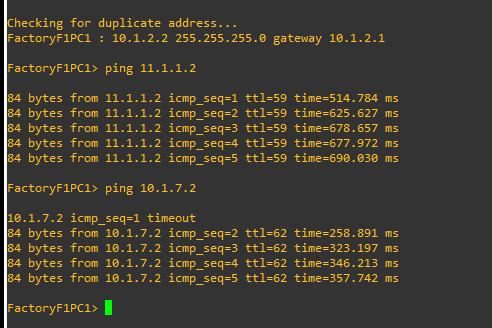 Checking for duplicate address...
FactoryF1PC1 : 10.1.2.2 255.255.255.0 gateway 10.1.2.1
FactoryF1PC1> ping 11.1.1.2
84 bytes from 11.1.1.2 icmp_seq=1 ttl=59 time=514.784 ms
84 bytes from 11.1.1.2 icmp_seq=2 ttl=59 time=625.627 ms
84 bytes from 11.1.1.2 icmp_seq=3 ttl=59 time=678.657 ms
84 bytes from 11.1.1.2 icmp_seq=4 ttl=59 time=677.972 ms
84 bytes from 11.1.1.2 icmp_seq=5 ttl=59 time=690.030 ms
FactoryF1PC1> ping 10.1.7.2
10.1.7.2 icmp_seq=1 timeout
84 bytes from 10.1.7.2 icmp_seq=2 ttl=62 time=258.891 ms
84 bytes from 10.1.7.2 icmp_seq=3 ttl=62 time=323.197 ms
84 bytes from 10.1.7.2 icmp_seq=4 ttl=62 time=346.213 ms
84 bytes from 10.1.7.2 icmp_seq=5 ttl=62 time=357.742 ms
FactoryF1PC1>